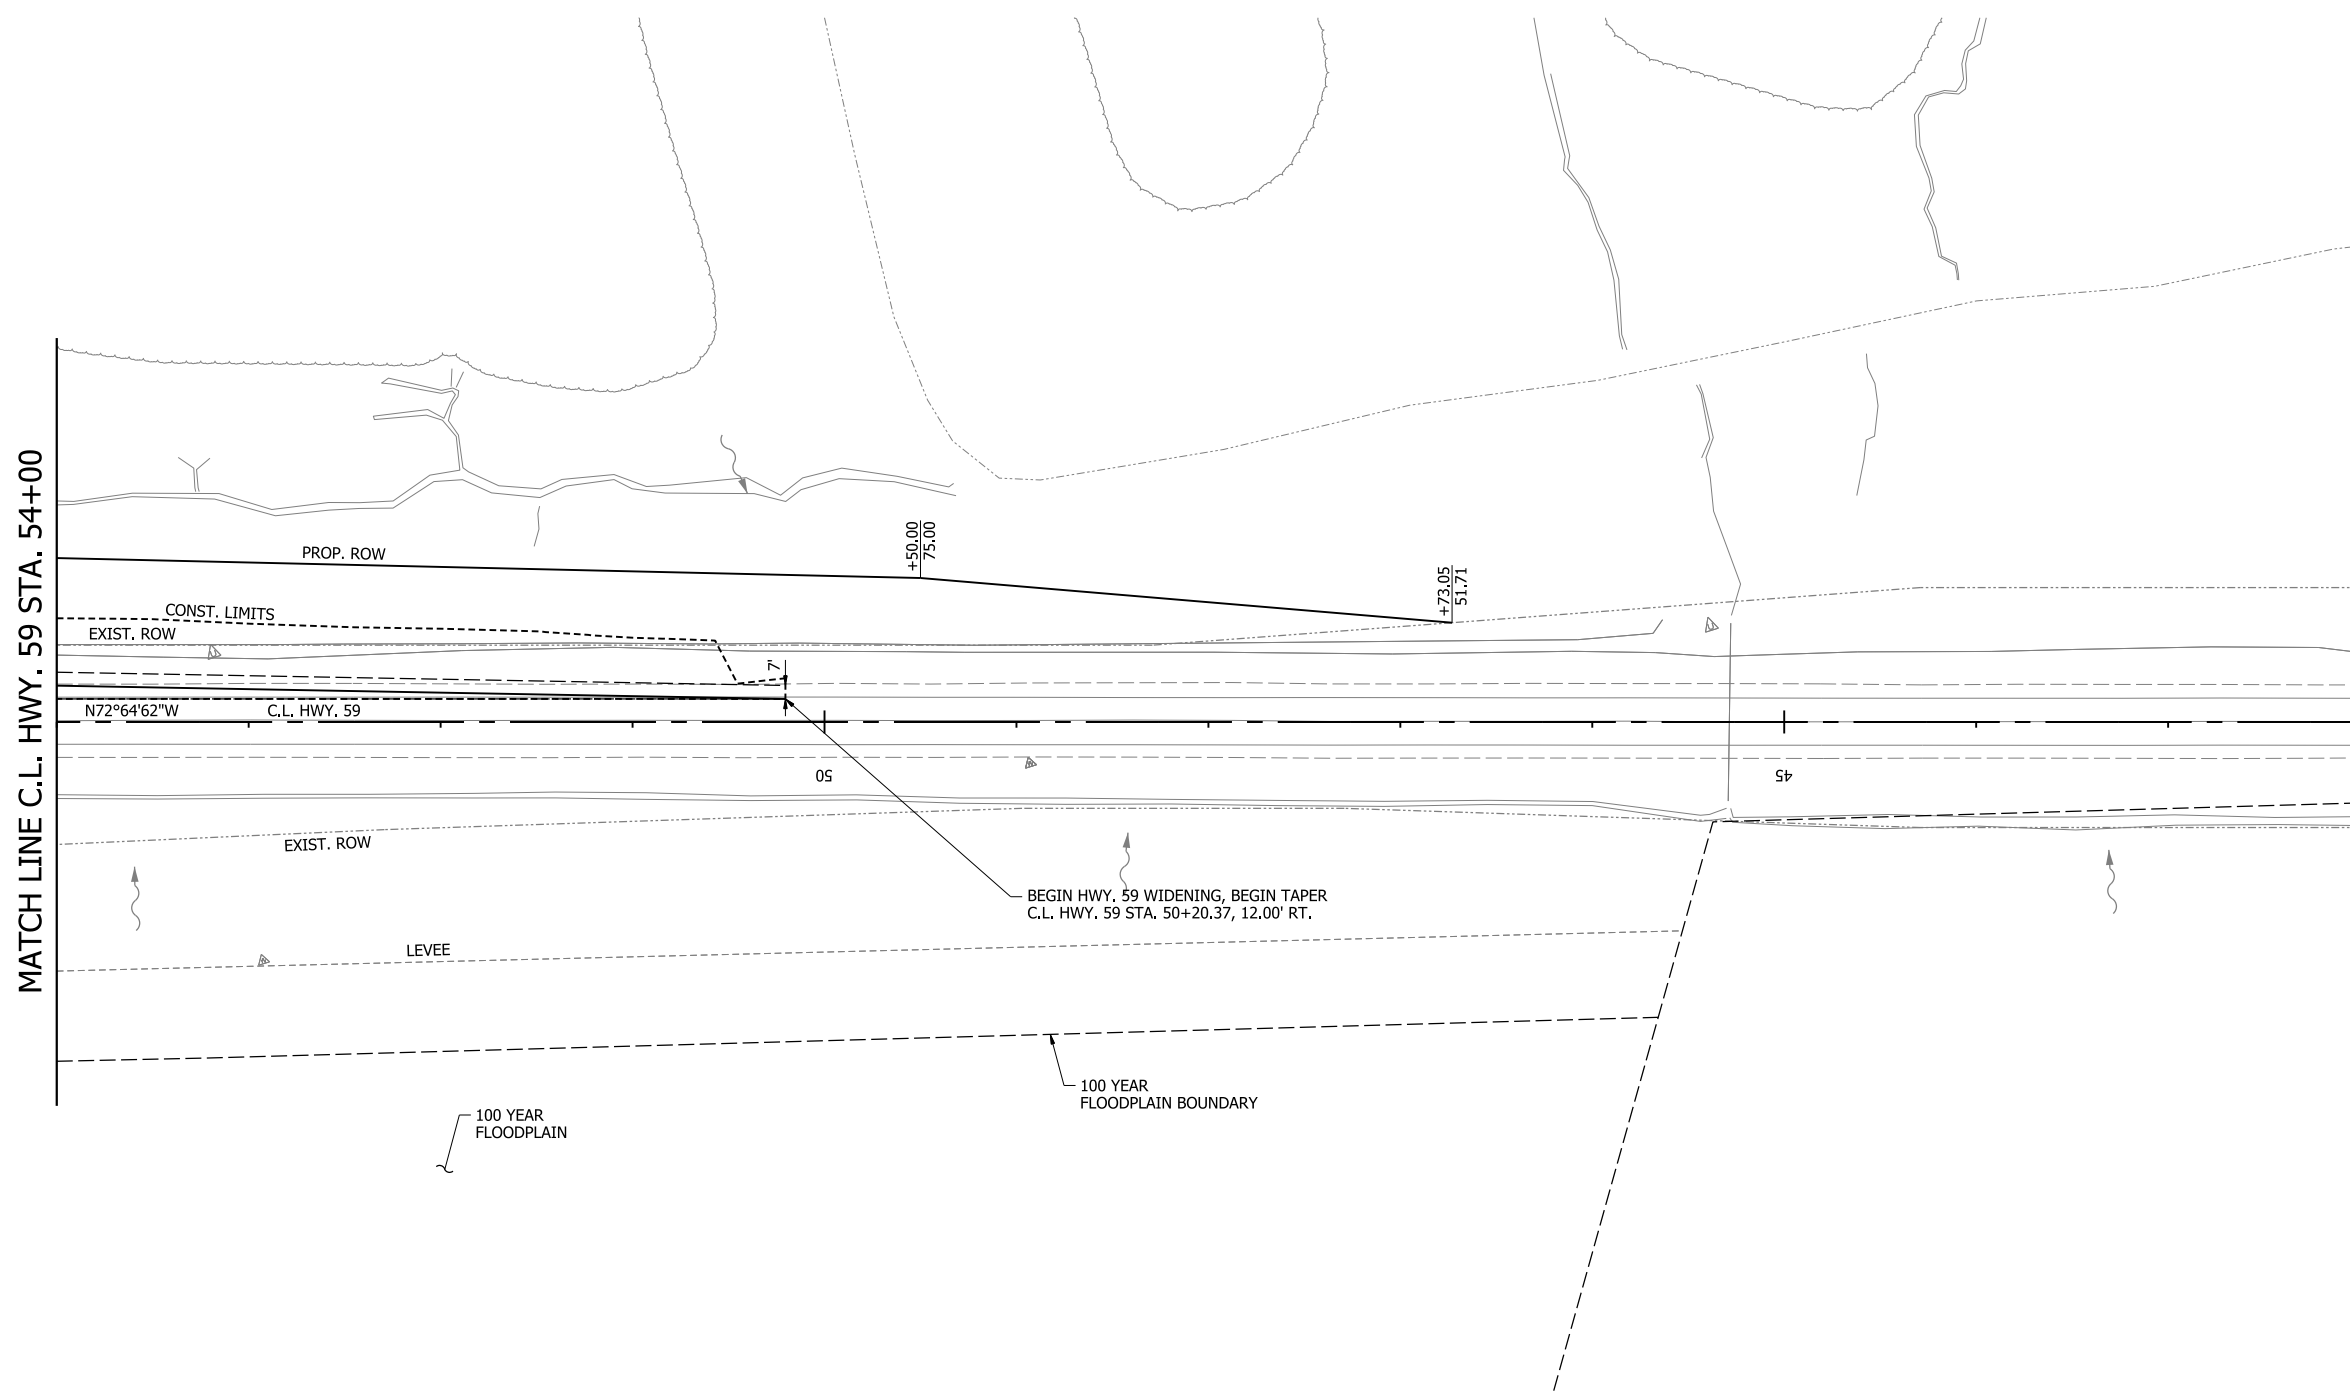 MATCH LINE C.L. HWY. 59 STA. 54+00
PROP. ROW
+50.00
75.00
+73.05
51.71
CONST. LIMITS
EXIST. ROW
7'
N72°64'62"W
C.L. HWY. 59
50
45
EXIST. ROW
BEGIN HWY. 59 WIDENING, BEGIN TAPER
C.L. HWY. 59 STA. 50+20.37, 12.00' RT.
LEVEE
100 YEAR
FLOODPLAIN BOUNDARY
100 YEAR
FLOODPLAIN